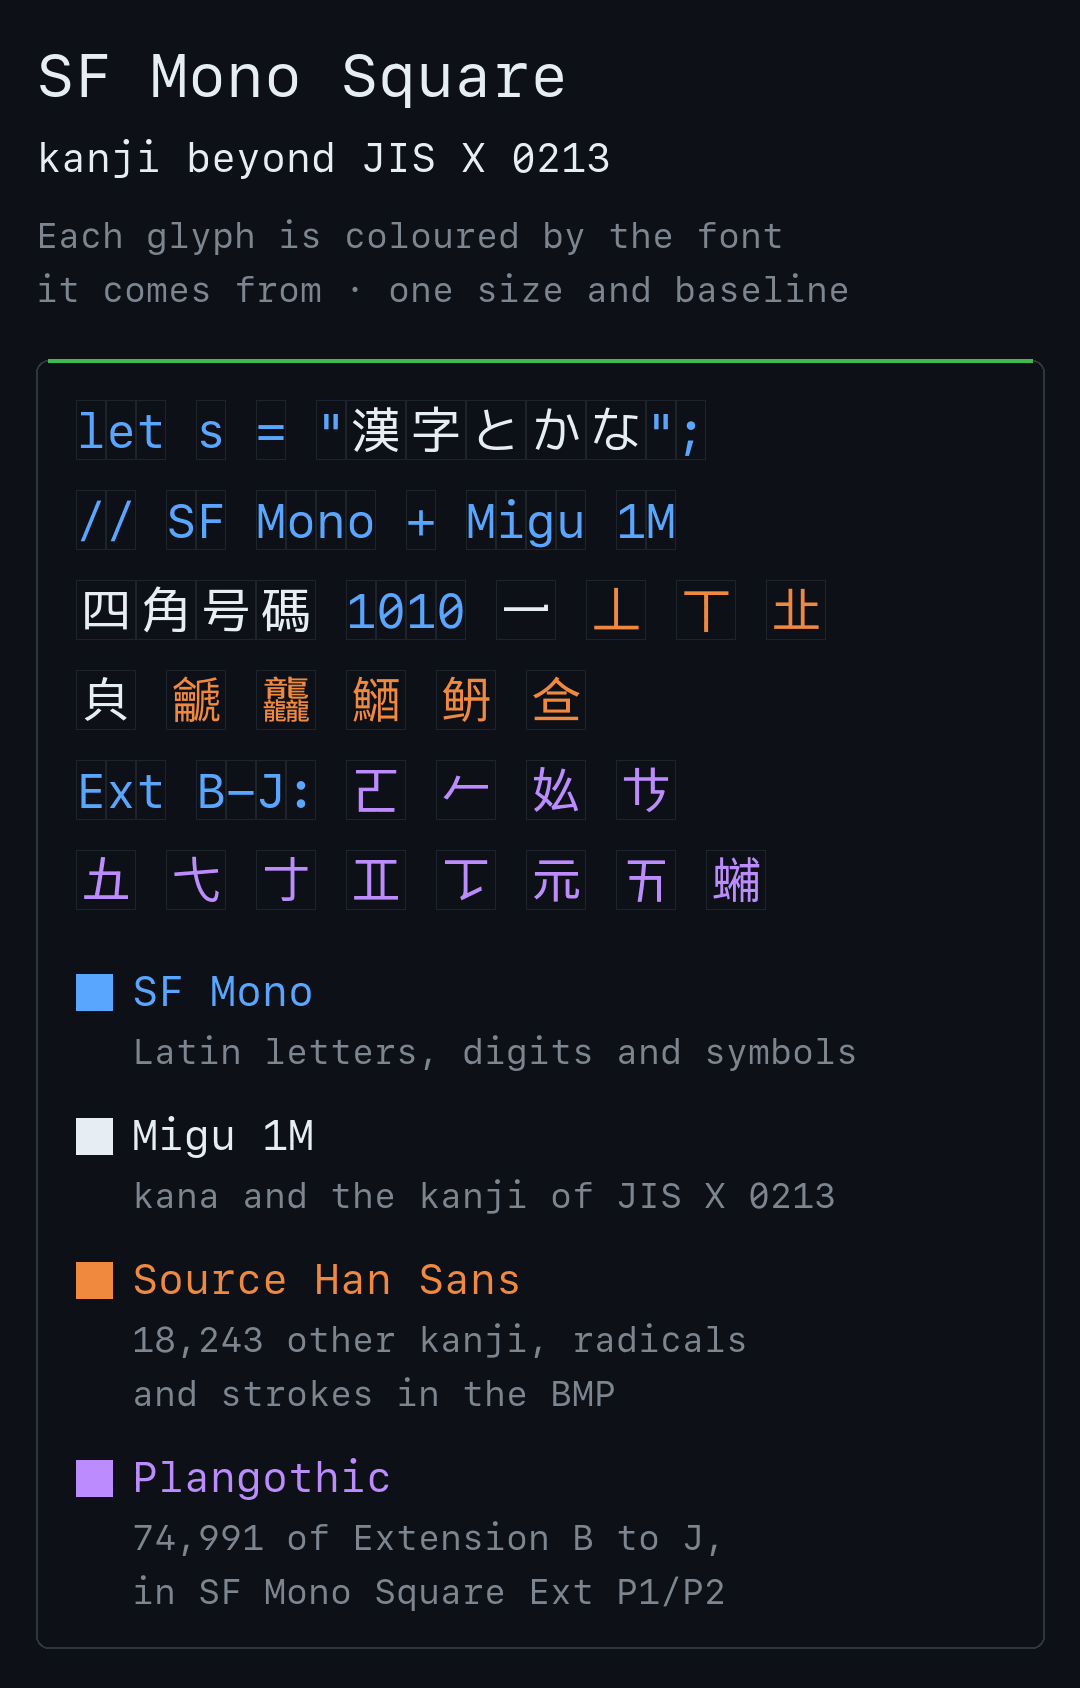 SF Mono Square
kanji beyond JIS X 0213
Each glyph is coloured by the font
it comes from · one size and baseline
let s = "漢字とかな";
// SF Mono + Migu 1M
四角号碼 1010 一 丄 丅 㐀
Ext B–J:
SF Mono
Latin letters, digits and symbols
Migu 1M
kana and the kanji of JIS X 0213
Source Han Sans
18,243 other kanji, radicals
and strokes in the BMP
Plangothic
74,991 of Extension B to J,
in SF Mono Square Ext P1/P2